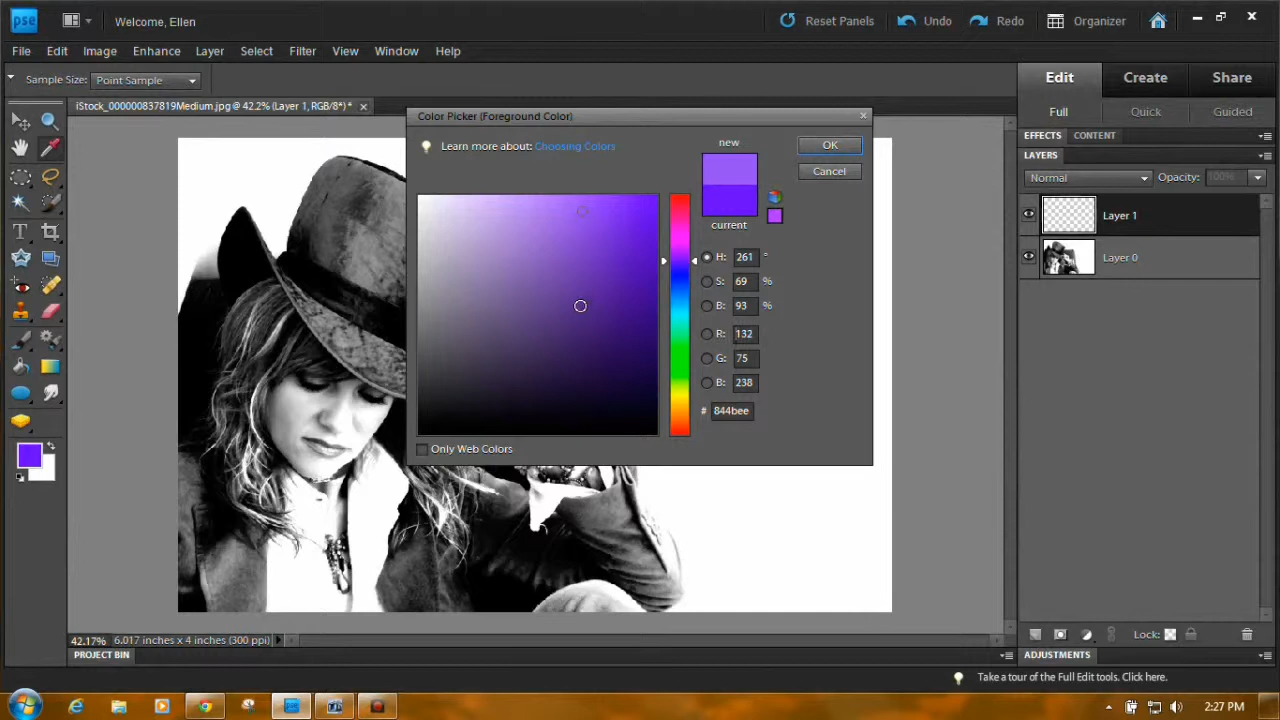 pse Welcome, Ellen Reset Panels Undo Redo Organizer
File Edit Image Enhance Layer Select Filter View Window Help
Sample Size: Point Sample Edit Create Share
iStock_000000837819Medium.jpg @ 42.2% (Layer 1, RGB/8*) *
Full Quick Guided
Color Picker (Foreground Color)
EFFECTS CONTENT
Learn more about: Choosing Colors
new
OK
LAYERS
Cancel
Normal Opacity: 100%
current
Layer 1
H: 261 °
Layer 0
S: 69 %
B: 93 %
R: 132
G: 75
B: 238
# 844bee
Only Web Colors
T
42.17% 6.017 inches x 4 inches (300 ppi)
Lock:
PROJECT BIN
ADJUSTMENTS
Take a tour of the Full Edit tools. Click here.
2:27 PM